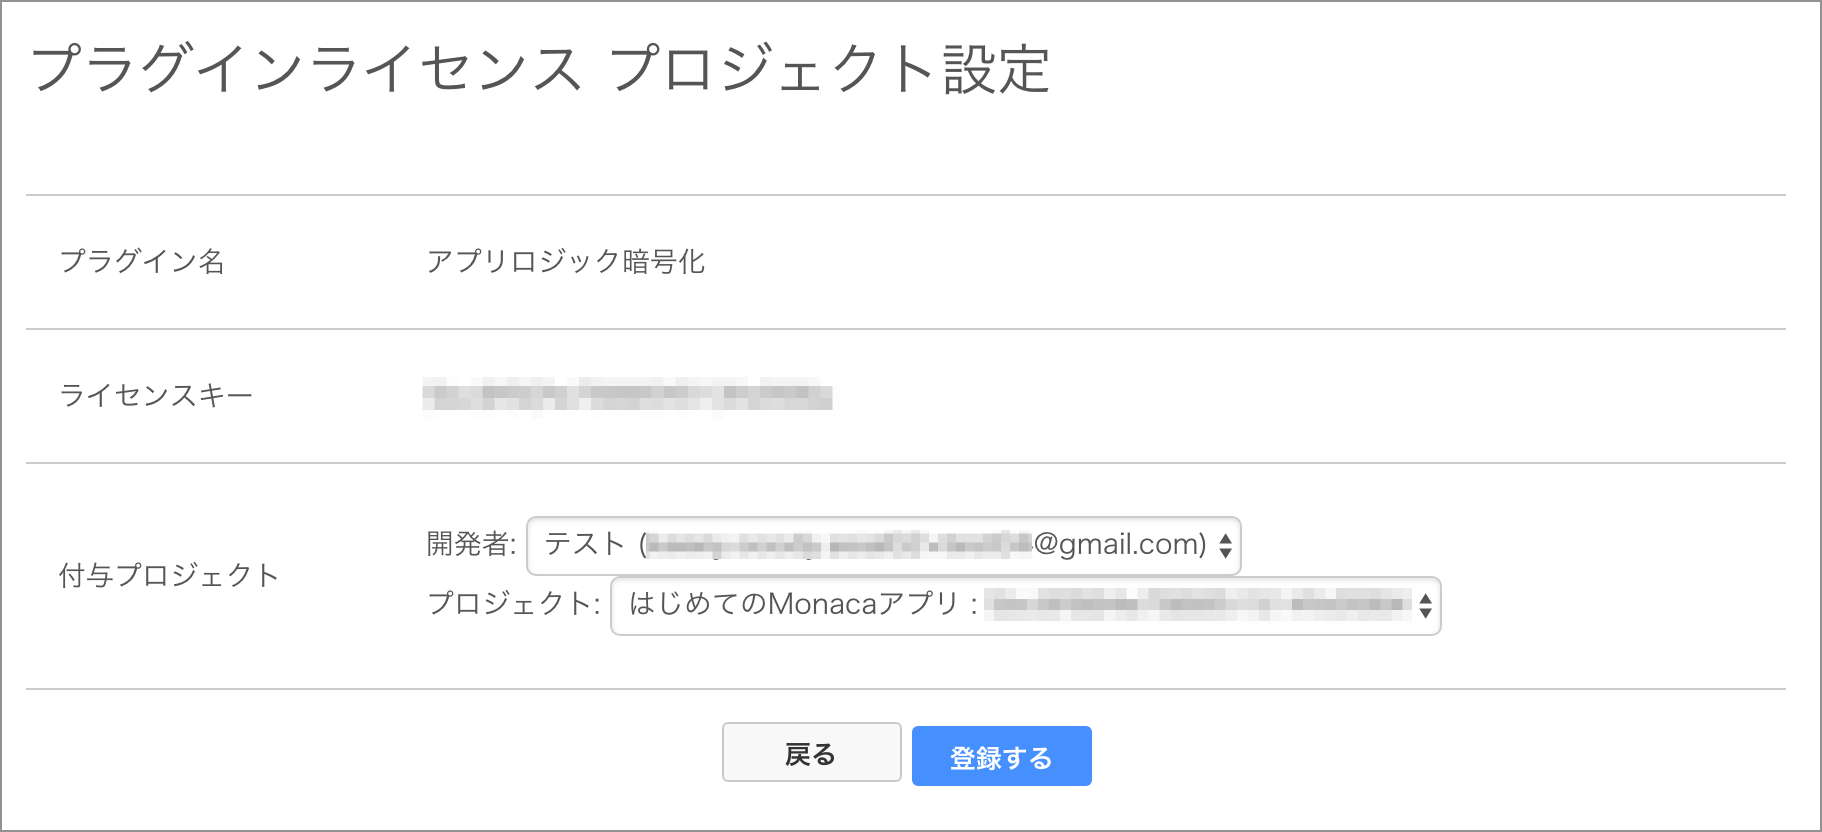 プラグインライセンス プロジェクト設定
プラグイン名 アプリロジック暗号化
ライセンスキー
付与プロジェクト
開発者: テスト (@gmail.com)
プロジェクト: はじめてのMonacaアプリ :
戻る 登録する